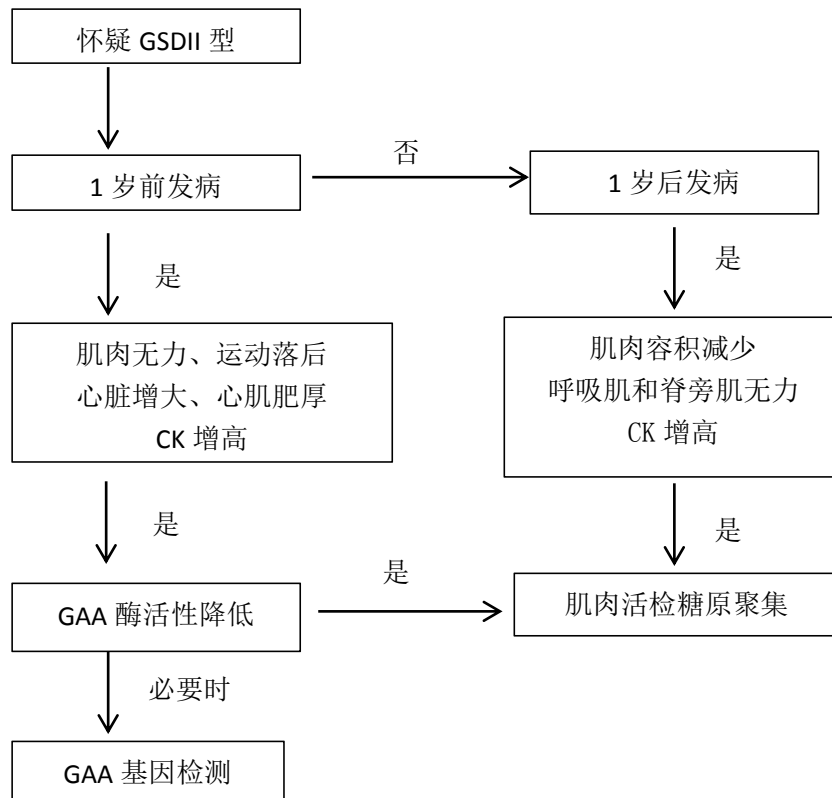 怀疑 GSDII 型
否
1 岁前发病
1 岁后发病
是
是
肌肉无力、运动落后
心脏增大、心肌肥厚
CK 增高
肌肉容积减少
呼吸肌和脊旁肌无力
CK 增高
是
是
是
GAA 酶活性降低
肌肉活检糖原聚集
必要时
GAA 基因检测